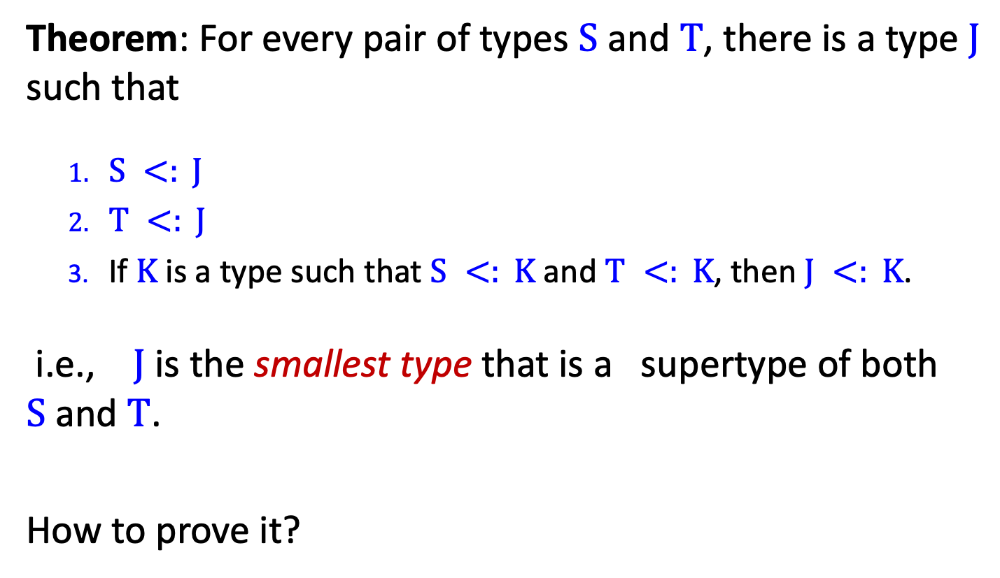 Theorem: For every pair of types S and T, there is a type J
such that
1. S <: J
2. T <: J
3. If K is a type such that S <: K and T <: K, then J <: K.
i.e., J is the smallest type that is a supertype of both
S and T.
How to prove it?